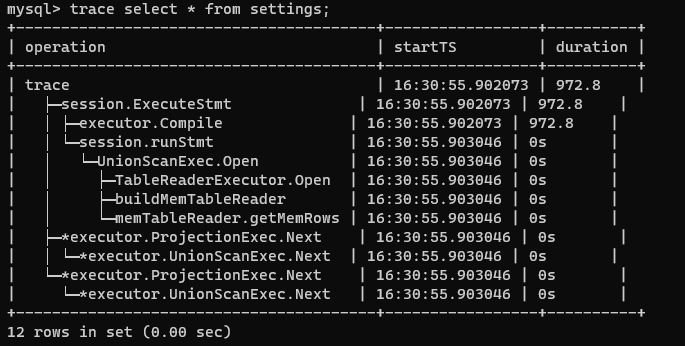 mysql> trace select * from settings;
+---------------------------------------+-----------------+----------+
| operation                             | startTS         | duration |
+---------------------------------------+-----------------+----------+
| trace                                 | 16:30:55.902073 | 972.8    |
|   ├─session.ExecuteStmt              | 16:30:55.902073 | 972.8    |
|   │ ├─executor.Compile              | 16:30:55.902073 | 972.8    |
|   │ └─session.runStmt               | 16:30:55.903046 | 0s       |
|   │   └─UnionScanExec.Open          | 16:30:55.903046 | 0s       |
|   │     ├─TableReaderExecutor.Open  | 16:30:55.903046 | 0s       |
|   │     ├─buildMemTableReader       | 16:30:55.903046 | 0s       |
|   │     └─memTableReader.getMemRows | 16:30:55.903046 | 0s       |
|   ├─*executor.ProjectionExec.Next    | 16:30:55.903046 | 0s       |
|   │ └─*executor.UnionScanExec.Next  | 16:30:55.903046 | 0s       |
|   └─*executor.ProjectionExec.Next    | 16:30:55.903046 | 0s       |
|     └─*executor.UnionScanExec.Next   | 16:30:55.903046 | 0s       |
+---------------------------------------+-----------------+----------+
12 rows in set (0.00 sec)